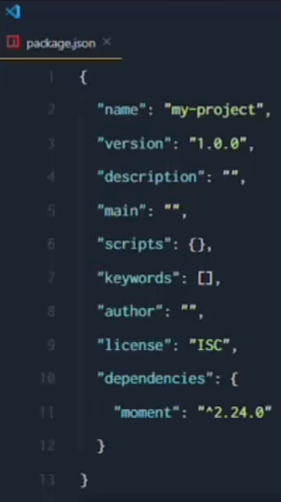 package.json ×
1 {
2 "name": "my-project",
3 "version": "1.0.0",
4 "description": "",
5 "main": "",
6 "scripts": {},
7 "keywords": [],
8 "author": "",
9 "license": "ISC",
10 "dependencies": {
11 "moment": "^2.24.0"
12 }
13 }